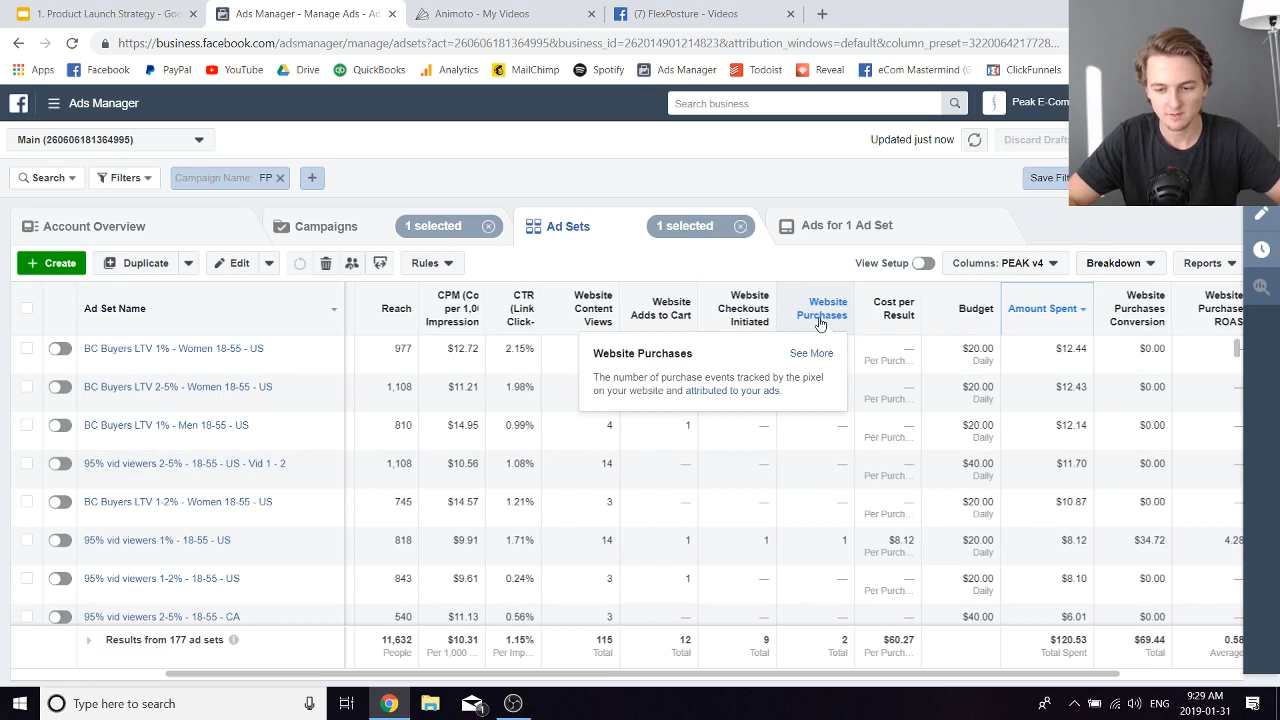 1. Product Launch Strategy - Goo
Ads Manager - Manage Ads - Ad
Animoto - My Videos
(7) FlexPosture - Videos
https://business.facebook.com/adsmanager/manage/adsets?act=260606181364995&business_id=262014901214823&attribution_windows=default&column_preset=3220064217728...
Apps
Facebook
PayPal
YouTube
Drive
QuickBooks
Analytics
MailChimp
Spotify
Ads Manager
Todoist
Reveal
eCom Mastermind (G
ClickFunnels
Ads Manager
Search business
Peak E-Com
Main (260606181364995)
Updated just now
Discard Drafts
Search
Filters
Campaign Name: FP
Save Filt
Account Overview
Campaigns
1 selected
Ad Sets
1 selected
Ads for 1 Ad Set
+ Create
Duplicate
Edit
Rules
View Setup
Columns: PEAK v4
Breakdown
Reports
Ad Set Name
Reach
CPM (Co
per 1,00
Impression
CTR
(Link
Click-
Website
Content
Views
Website
Adds to Cart
Website
Checkouts
Initiated
Website
Purchases
Cost per
Result
Budget
Amount Spent
Website
Purchases
Conversion
Website
Purchase
ROAS
Website Purchases
See More
The number of purchase events tracked by the pixel
on your website and attributed to your ads.
BC Buyers LTV 1% - Women 18-55 - US 977 $12.72 2.15% — $20.00 $12.44 $0.00 —
Per Purch... Daily
BC Buyers LTV 2-5% - Women 18-55 - US 1,108 $11.21 1.98% — $20.00 $12.43 $0.00
Per Purch... Daily
BC Buyers LTV 1% - Men 18-55 - US 810 $14.95 0.99% 4 1 — — — $20.00 $12.14 $0.00
Per Purch... Daily
95% vid viewers 2-5% - 18-55 - US - Vid 1 - 2 1,108 $10.56 1.08% 14 — — — — $40.00 $11.70 $0.00
Per Purch... Daily
BC Buyers LTV 1-2% - Women 18-55 - US 745 $14.57 1.21% 3 — — — — $20.00 $10.87 $0.00
Per Purch... Daily
95% vid viewers 1% - 18-55 - US 818 $9.91 1.71% 14 1 1 1 $8.12 $20.00 $8.12 $34.72 4.28
Per Purch... Daily
95% vid viewers 1-2% - 18-55 - US 843 $9.61 0.24% 3 1 — — — $20.00 $8.10 $0.00
Per Purch... Daily
95% vid viewers 2-5% - 18-55 - CA 540 $11.13 0.56% 3 — — — — $40.00 $6.01 $0.00
Results from 177 ad sets 11,632 $10.31 1.15% 115 12 9 2 $60.27 $120.53 $69.44 0.58
People Per 1,000 ... Per Imp... Total Total Total Total Per Purch... Total Spent Total Average
Type here to search
1
ENG
9:29 AM
2019-01-31